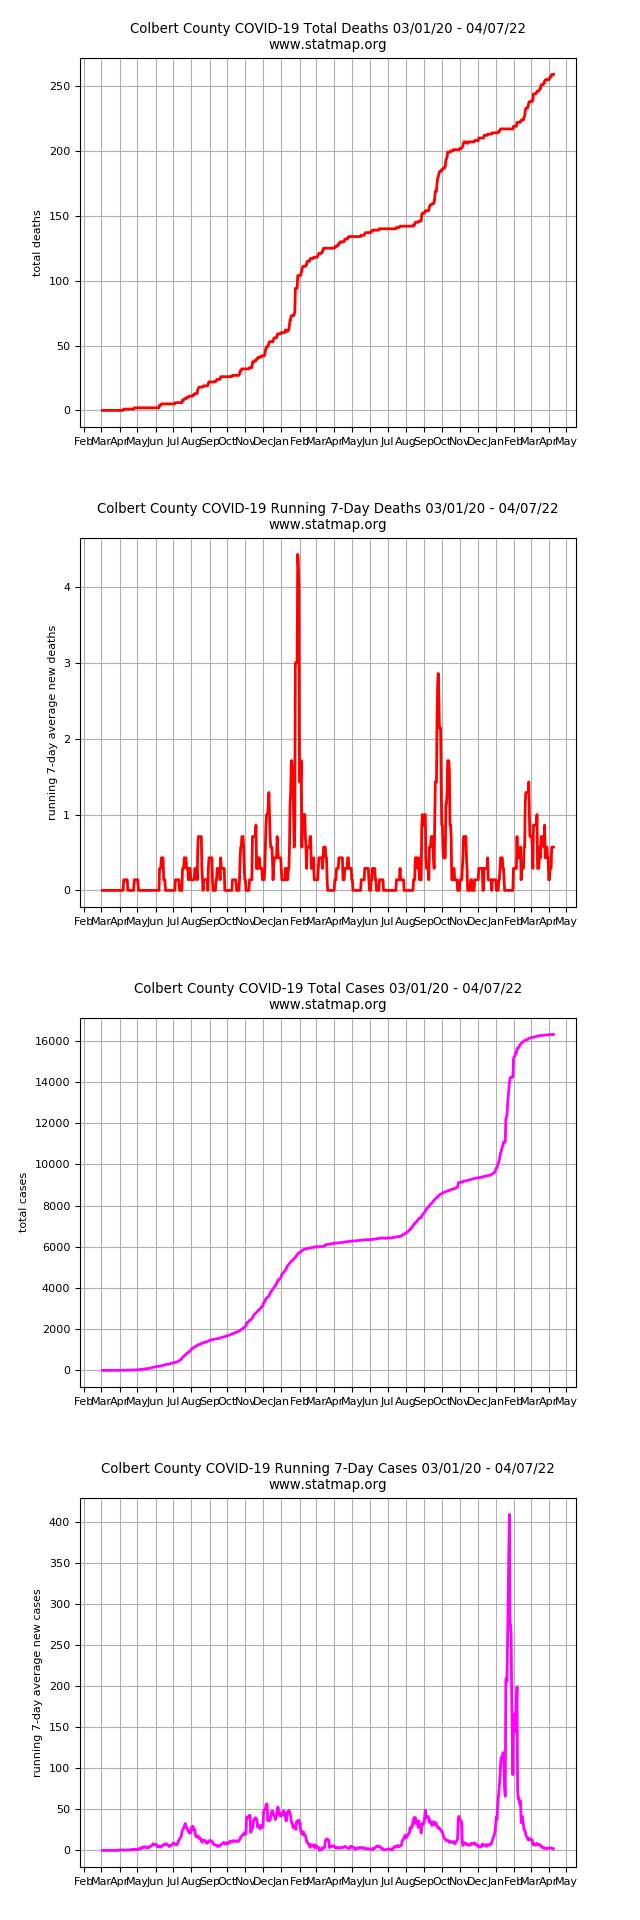 Colbert County COVID-19 Total Deaths 03/01/20 - 04/07/22
www.statmap.org
total deaths
250
200
150
100
50
0
Feb Mar Apr May Jun Jul Aug Sep Oct Nov Dec Jan Feb Mar Apr May Jun Jul Aug Sep Oct Nov Dec Jan Feb Mar Apr May
Colbert County COVID-19 Running 7-Day Deaths 03/01/20 - 04/07/22
www.statmap.org
running 7-day average new deaths
4
3
2
1
0
Feb Mar Apr May Jun Jul Aug Sep Oct Nov Dec Jan Feb Mar Apr May Jun Jul Aug Sep Oct Nov Dec Jan Feb Mar Apr May
Colbert County COVID-19 Total Cases 03/01/20 - 04/07/22
www.statmap.org
total cases
16000
14000
12000
10000
8000
6000
4000
2000
0
Feb Mar Apr May Jun Jul Aug Sep Oct Nov Dec Jan Feb Mar Apr May Jun Jul Aug Sep Oct Nov Dec Jan Feb Mar Apr May
Colbert County COVID-19 Running 7-Day Cases 03/01/20 - 04/07/22
www.statmap.org
running 7-day average new cases
400
350
300
250
200
150
100
50
0
Feb Mar Apr May Jun Jul Aug Sep Oct Nov Dec Jan Feb Mar Apr May Jun Jul Aug Sep Oct Nov Dec Jan Feb Mar Apr May